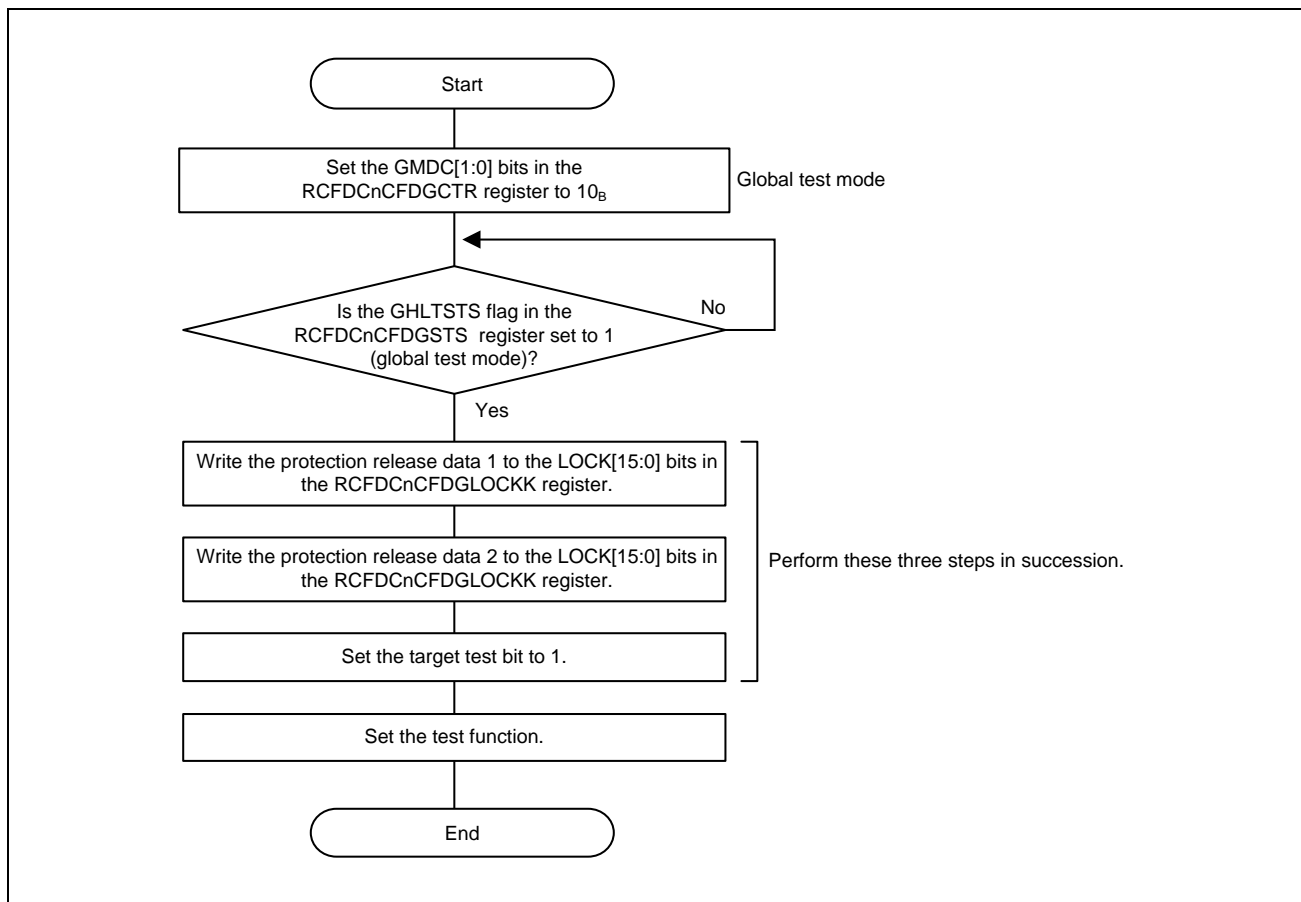 Start
Set the GMDC[1:0] bits in the
RCFDCnCFDGCTR register to 10B
Global test mode
Is the GHLTSTS flag in the
RCFDCnCFDGSTS register set to 1
(global test mode)?
No
Yes
Write the protection release data 1 to the LOCK[15:0] bits in
the RCFDCnCFDGLOCKK register.
Write the protection release data 2 to the LOCK[15:0] bits in
the RCFDCnCFDGLOCKK register.
Perform these three steps in succession.
Set the target test bit to 1.
Set the test function.
End